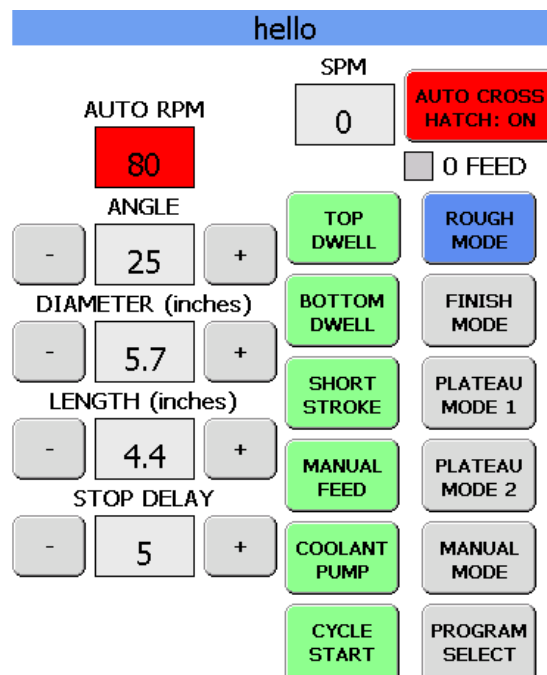 hello
SPM
0
AUTO CROSS
HATCH: ON
AUTO RPM
80
0 FEED
ANGLE
-
25
+
DIAMETER (inches)
-
5.7
+
LENGTH (inches)
-
4.4
+
STOP DELAY
-
5
+
TOP
DWELL
ROUGH
MODE
BOTTOM
DWELL
FINISH
MODE
SHORT
STROKE
PLATEAU
MODE 1
MANUAL
FEED
PLATEAU
MODE 2
COOLANT
PUMP
MANUAL
MODE
CYCLE
START
PROGRAM
SELECT